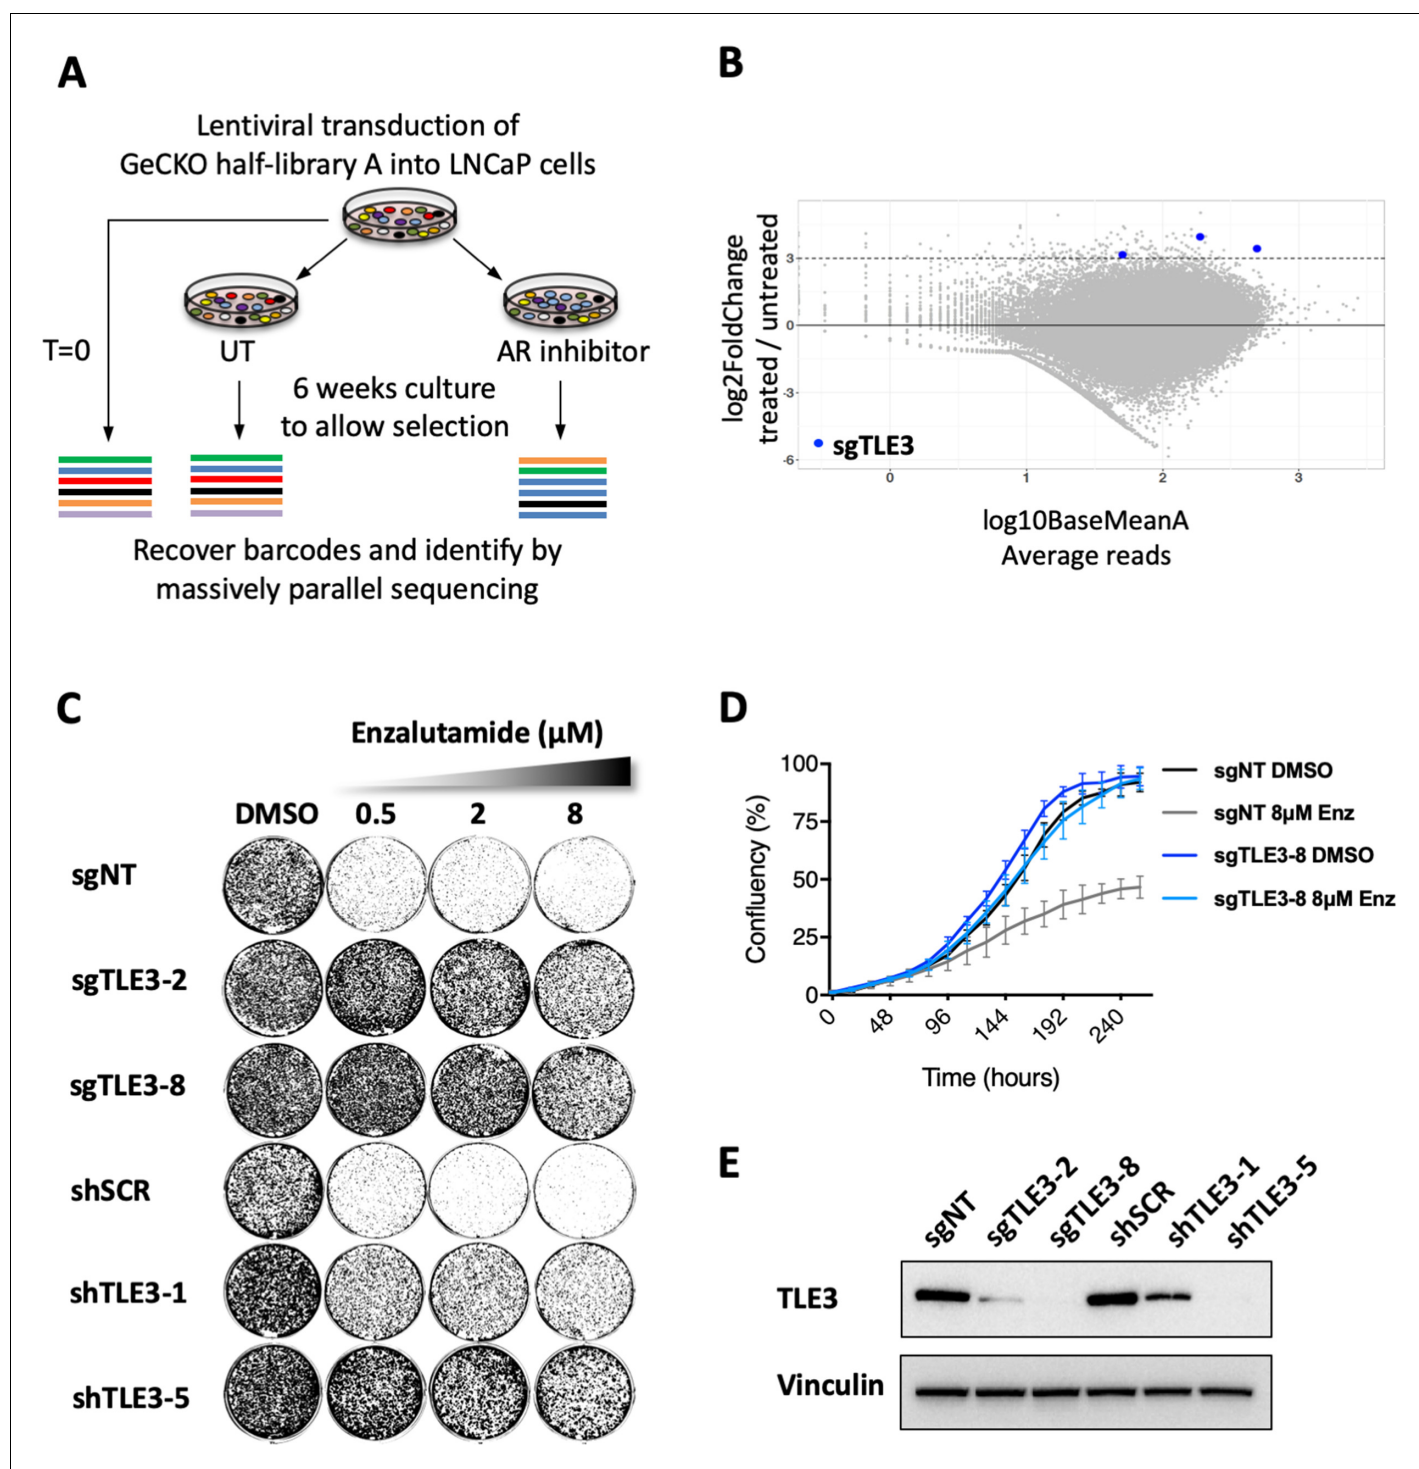 A
Lentiviral transduction of
GeCKO half-library A into LNCaP cells
T=0
UT
AR inhibitor
6 weeks culture
to allow selection
Recover barcodes and identify by
massively parallel sequencing
B
log2FoldChange
treated / untreated
3
0
-3
-6
sgTLE3
0 1 2 3
log10BaseMeanA
Average reads
C
Enzalutamide (µM)
DMSO 0.5 2 8
sgNT
sgTLE3-2
sgTLE3-8
shSCR
shTLE3-1
shTLE3-5
D
Confluency (%)
100
75
50
25
0
0 48 96 144 192 240
Time (hours)
sgNT DMSO
sgNT 8µM Enz
sgTLE3-8 DMSO
sgTLE3-8 8µM Enz
E
sgNT sgTLE3-2 sgTLE3-8 shSCR shTLE3-1 shTLE3-5
TLE3
Vinculin